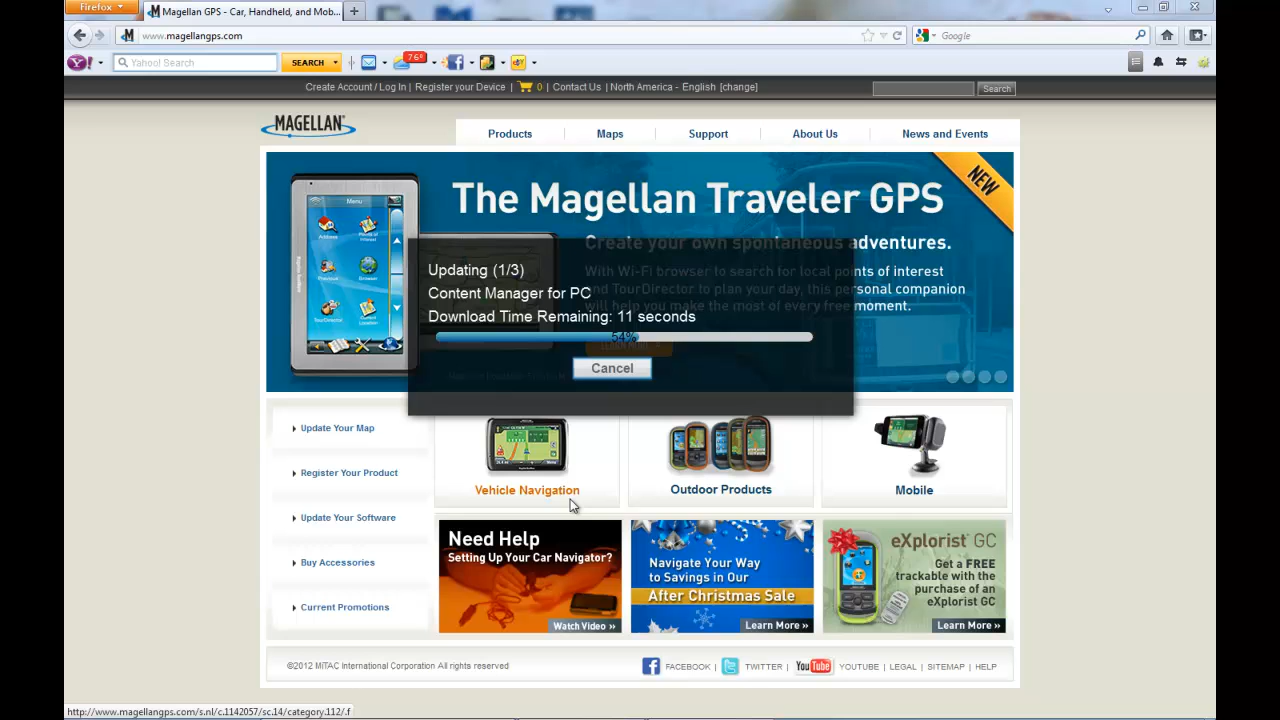 Firefox
Magellan GPS - Car, Handheld, and Mob...
www.magellangps.com
Google
Yahoo! Search
SEARCH
76°
Create Account / Log In | Register your Device | 0 | Contact Us | North America - English [change]
Search
MAGELLAN
Products
Maps
Support
About Us
News and Events
The Magellan Traveler GPS
NEW
Menu
Create your own spontaneous adventures.
With Wi-Fi browser to search for local points of interest
and TourDirector to plan your day, this personal companion
will help you make the most of every free moment.
Updating (1/3)
Content Manager for PC
Download Time Remaining: 11 seconds
54%
Cancel
Update Your Map
Register Your Product
Update Your Software
Buy Accessories
Current Promotions
Vehicle Navigation
Outdoor Products
Mobile
Need Help
Setting Up Your Car Navigator?
Watch Video »
Navigate Your Way
to Savings in Our
After Christmas Sale
Learn More »
eXplorist GC
Get a FREE
trackable with the
purchase of an
eXplorist GC
Learn More »
©2012 MiTAC International Corporation All rights reserved
FACEBOOK | TWITTER | YouTube YOUTUBE | LEGAL | SITEMAP | HELP
http://www.magellangps.com/s.nl/c.1142057/sc.14/category.112/.f